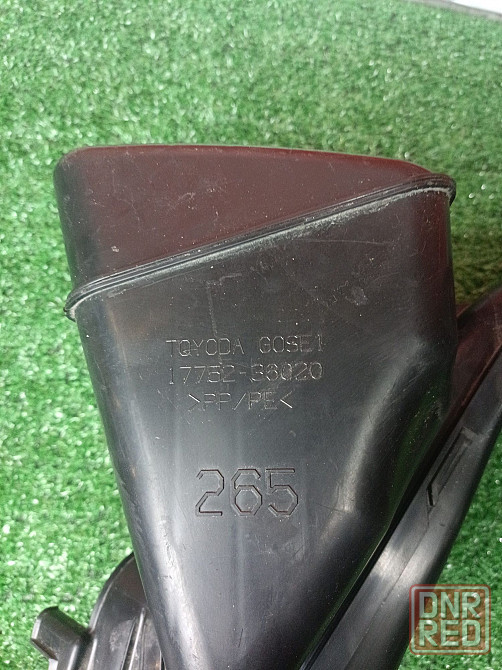 TOYODA GOSEI
17752-36020
>PP/PE<
265
DNR
RED